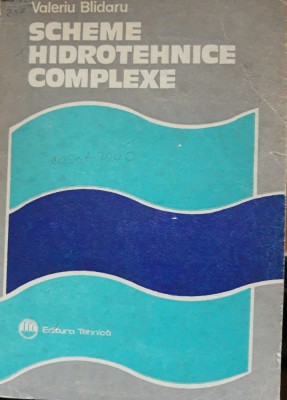 Valeriu Blidaru
SCHEME
HIDROTEHNICE
COMPLEXE
Editura Tehnică